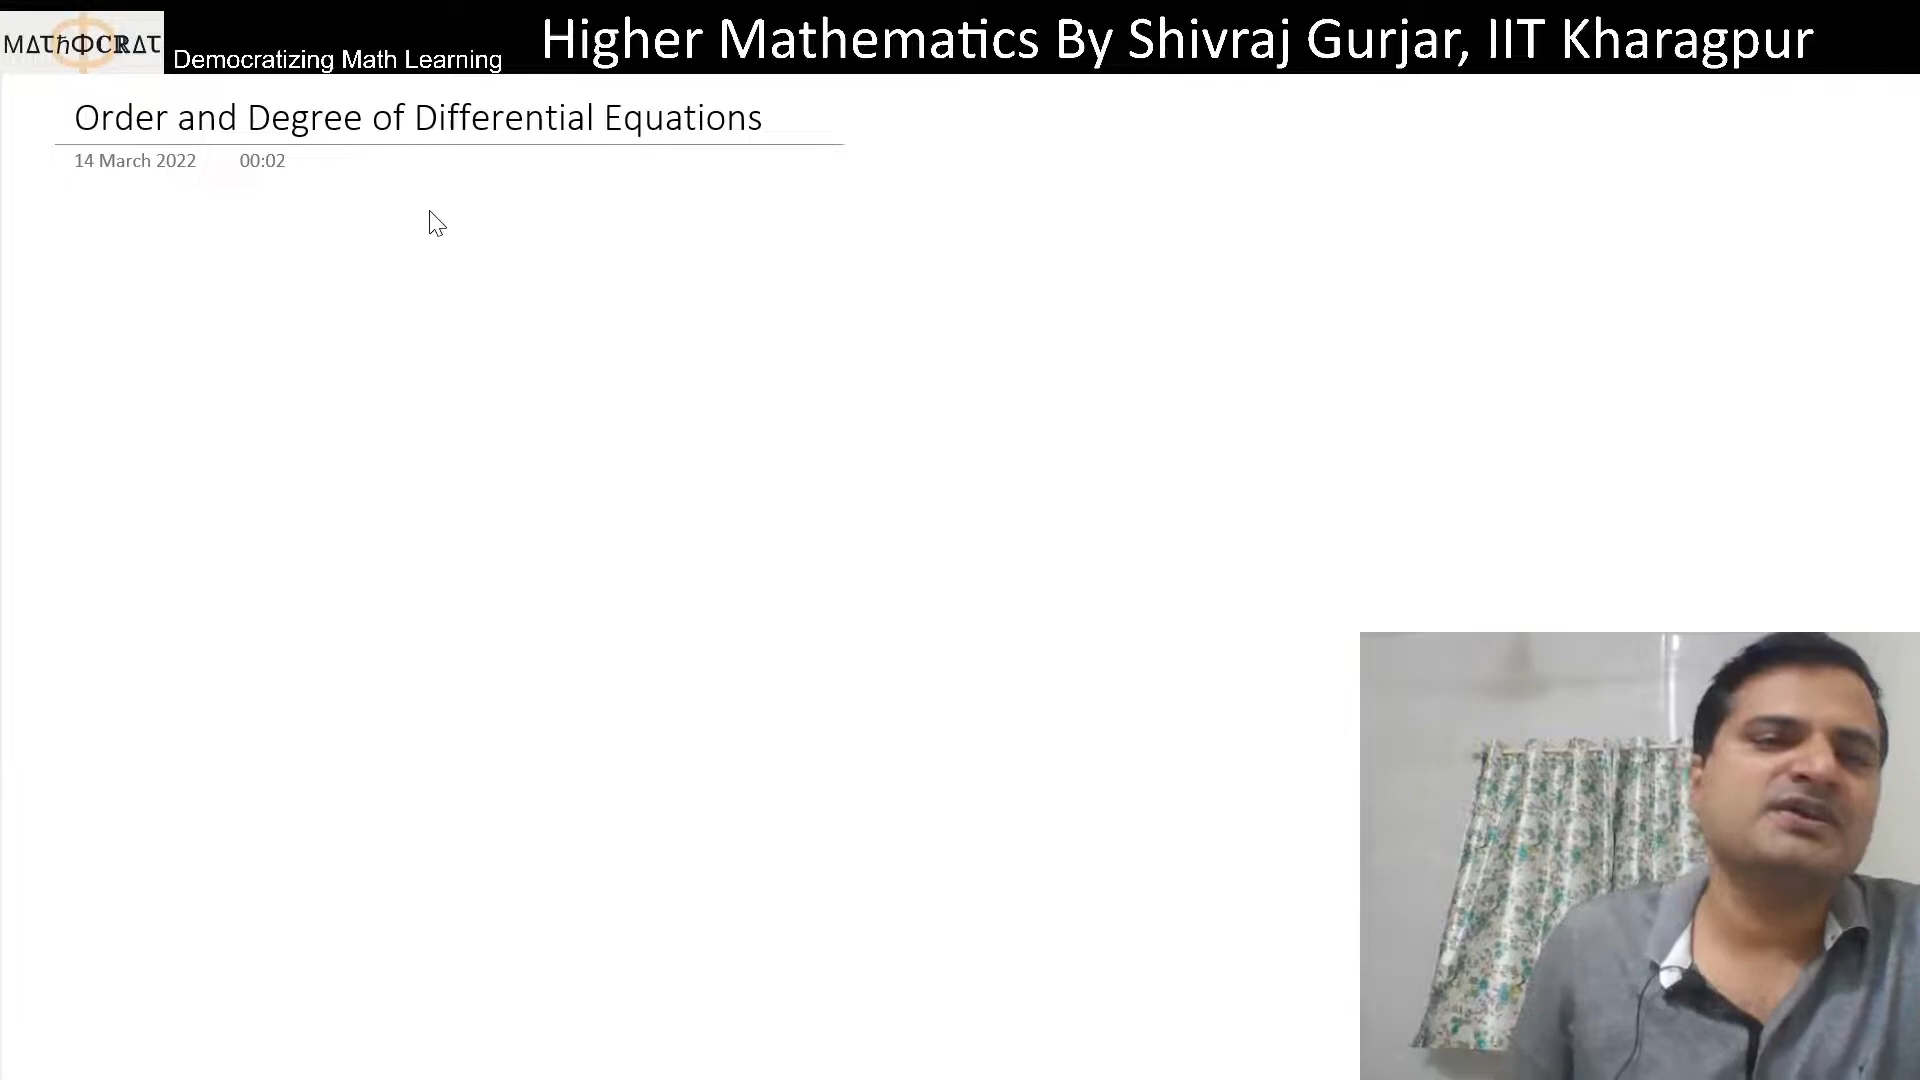 MΔτℏΦCℝΔτ
Democratizing Math Learning
Higher Mathematics By Shivraj Gurjar, IIT Kharagpur
Order and Degree of Differential Equations
14 March 2022 00:02